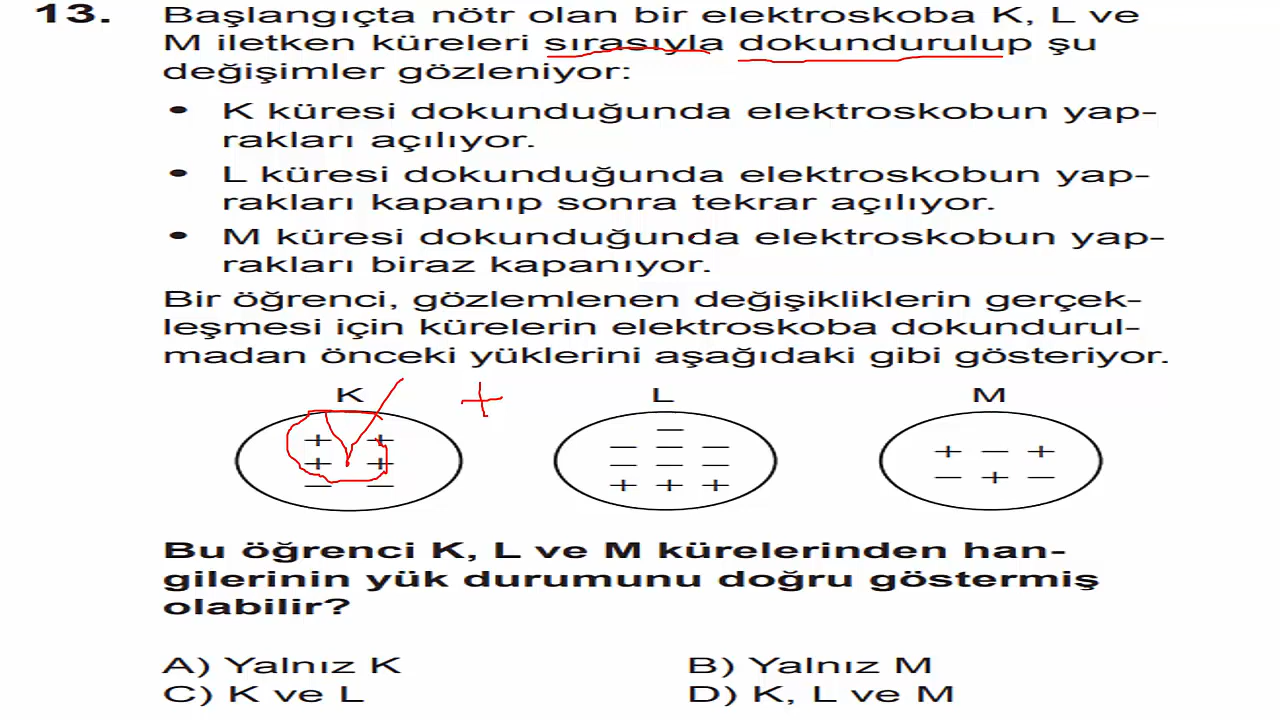 13. Başlangıçta nötr olan bir elektroskoba K, L ve
M iletken küreleri sırasıyla dokundurulup şu
değişimler gözleniyor:
• K küresi dokunduğunda elektroskobun yap-
rakları açılıyor.
• L küresi dokunduğunda elektroskobun yap-
rakları kapanıp sonra tekrar açılıyor.
• M küresi dokunduğunda elektroskobun yap-
rakları biraz kapanıyor.
Bir öğrenci, gözlemlenen değişikliklerin gerçek-
leşmesi için kürelerin elektroskoba dokundurul-
madan önceki yüklerini aşağıdaki gibi gösteriyor.
K + L M
−
+ + − − − + − +
+ + − − − − + −
− − + + +
Bu öğrenci K, L ve M kürelerinden han-
gilerinin yük durumunu doğru göstermiş
olabilir?
A) Yalnız K B) Yalnız M
C) K ve L D) K, L ve M